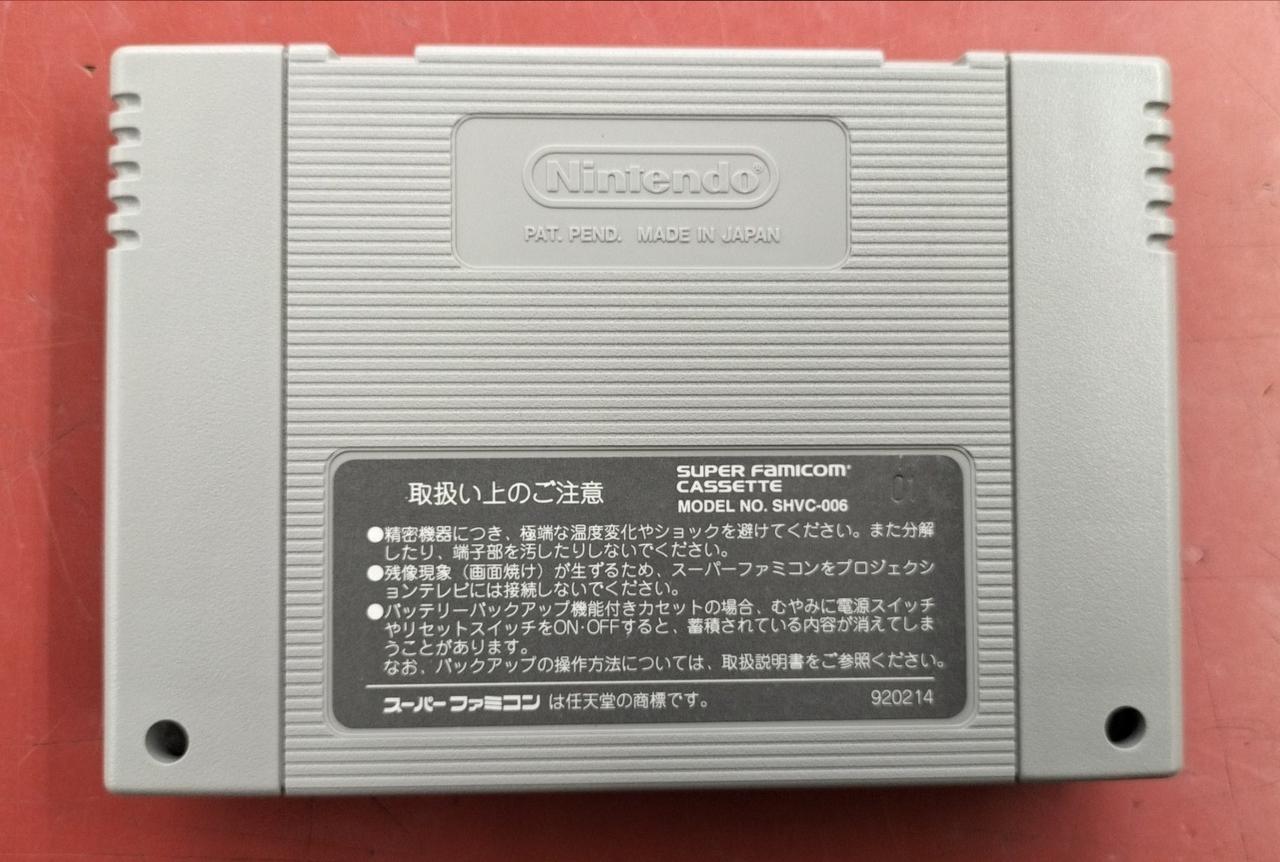 Nintendo®
PAT. PEND. MADE IN JAPAN
取扱い上のご注意
SUPER FAMICOM®
CASSETTE
MODEL NO. SHVC-006
01
●精密機器につき、極端な温度変化やショックを避けてください。また分解
したり、端子部を汚したりしないでください。
●残像現象（画面焼け）が生ずるため、スーパーファミコンをプロジェクシ
ョンテレビには接続しないでください。
●バッテリーバックアップ機能付きカセットの場合、むやみに電源スイッチ
やリセットスイッチをON·OFFすると、蓄積されている内容が消えてしま
うことがあります。
なお、バックアップの操作方法については、取扱説明書をご参照ください。
スーパーファミコン は任天堂の商標です。
920214